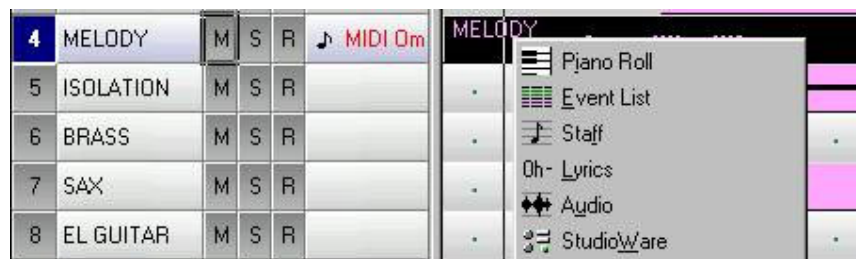 4 MELODY M S R MIDI Om MELODY
Piano Roll
5 ISOLATION M S R
Event List
6 BRASS M S R
Staff
Oh- Lyrics
7 SAX M S R
Audio
8 EL GUITAR M S R
StudioWare